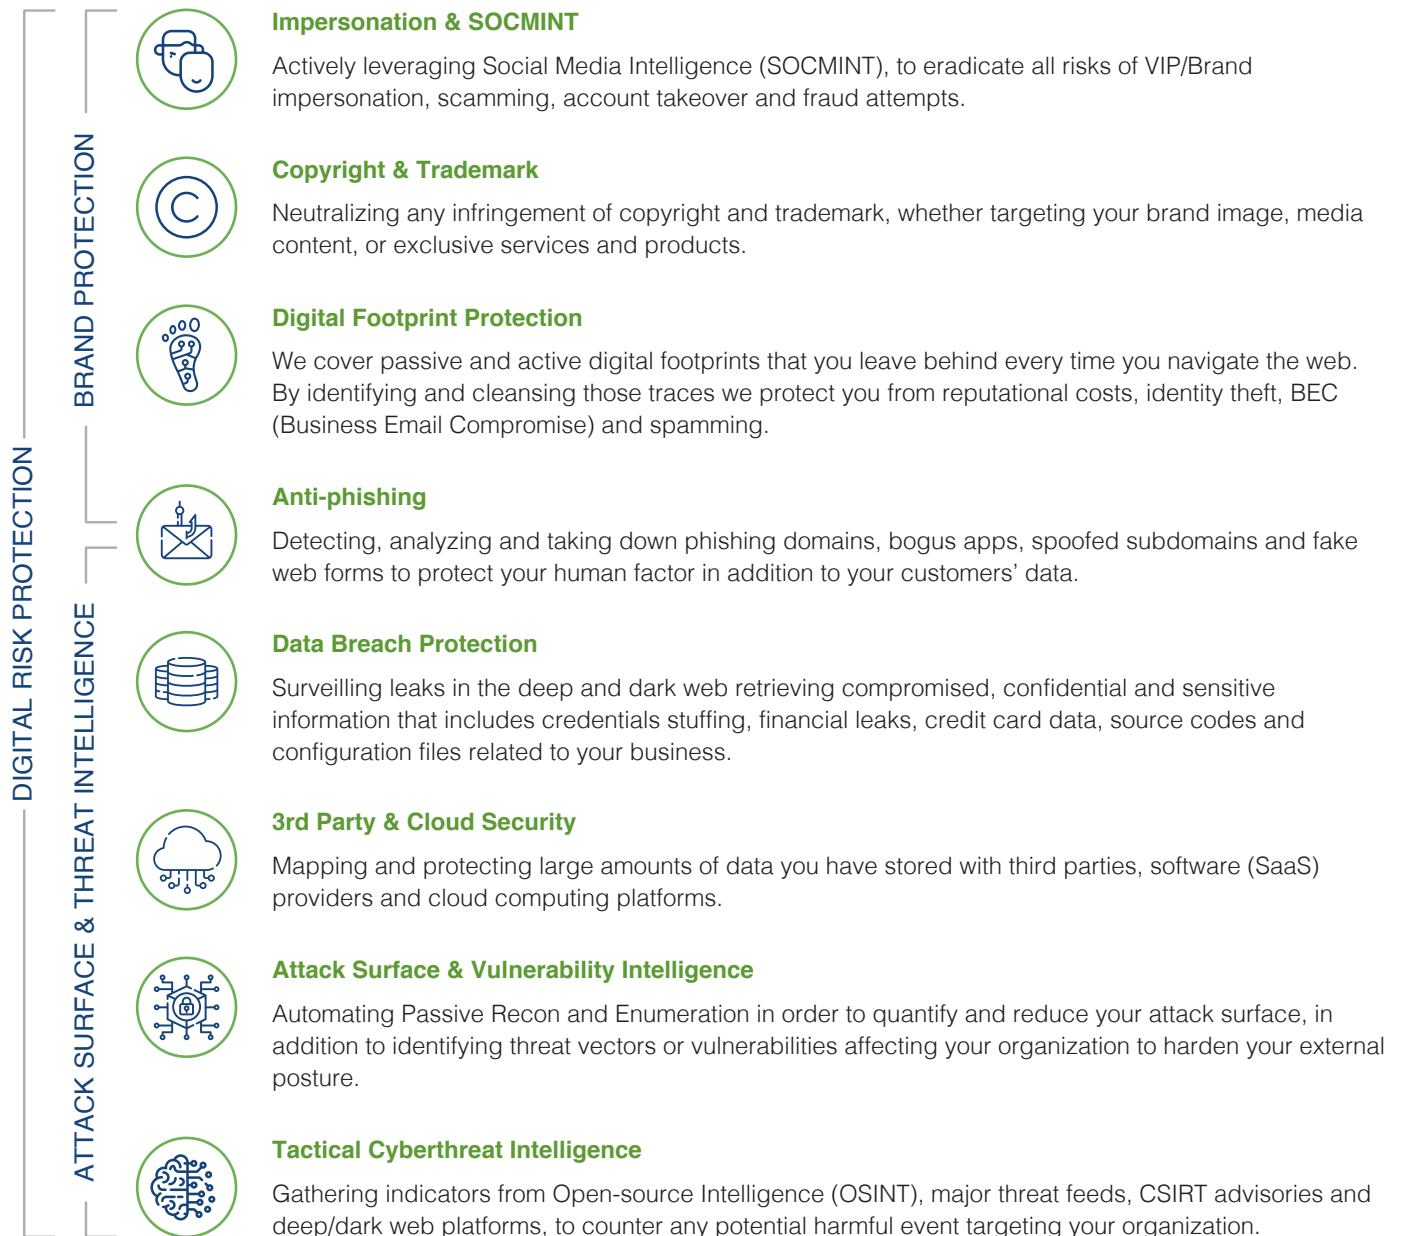 DIGITAL RISK PROTECTION
BRAND PROTECTION
ATTACK SURFACE & THREAT INTELLIGENCE
Impersonation & SOCMINT
Actively leveraging Social Media Intelligence (SOCMINT), to eradicate all risks of VIP/Brand
impersonation, scamming, account takeover and fraud attempts.
C
Copyright & Trademark
Neutralizing any infringement of copyright and trademark, whether targeting your brand image, media
content, or exclusive services and products.
Digital Footprint Protection
We cover passive and active digital footprints that you leave behind every time you navigate the web.
By identifying and cleansing those traces we protect you from reputational costs, identity theft, BEC
(Business Email Compromise) and spamming.
Anti-phishing
Detecting, analyzing and taking down phishing domains, bogus apps, spoofed subdomains and fake
web forms to protect your human factor in addition to your customers’ data.
Data Breach Protection
Surveilling leaks in the deep and dark web retrieving compromised, confidential and sensitive
information that includes credentials stuffing, financial leaks, credit card data, source codes and
configuration files related to your business.
3rd Party & Cloud Security
Mapping and protecting large amounts of data you have stored with third parties, software (SaaS)
providers and cloud computing platforms.
Attack Surface & Vulnerability Intelligence
Automating Passive Recon and Enumeration in order to quantify and reduce your attack surface, in
addition to identifying threat vectors or vulnerabilities affecting your organization to harden your external
posture.
Tactical Cyberthreat Intelligence
Gathering indicators from Open-source Intelligence (OSINT), major threat feeds, CSIRT advisories and
deep/dark web platforms, to counter any potential harmful event targeting your organization.